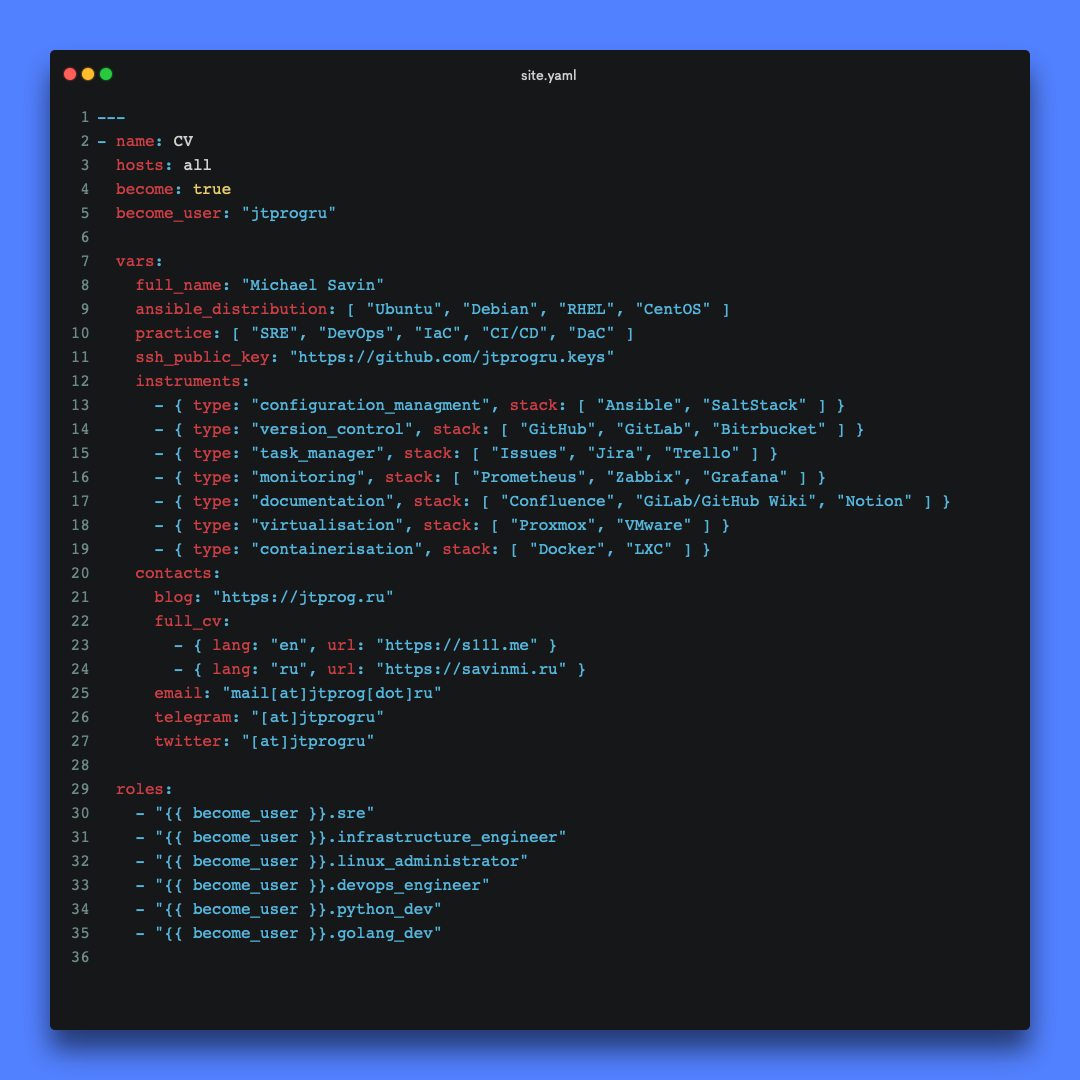 site.yaml
1 ---
2 - name: CV
3   hosts: all
4   become: true
5   become_user: "jtprogru"
6
7   vars:
8     full_name: "Michael Savin"
9     ansible_distribution: [ "Ubuntu", "Debian", "RHEL", "CentOS" ]
10     practice: [ "SRE", "DevOps", "IaC", "CI/CD", "DaC" ]
11     ssh_public_key: "https://github.com/jtprogru.keys"
12     instruments:
13       - { type: "configuration_managment", stack: [ "Ansible", "SaltStack" ] }
14       - { type: "version_control", stack: [ "GitHub", "GitLab", "Bitrbucket" ] }
15       - { type: "task_manager", stack: [ "Issues", "Jira", "Trello" ] }
16       - { type: "monitoring", stack: [ "Prometheus", "Zabbix", "Grafana" ] }
17       - { type: "documentation", stack: [ "Confluence", "GiLab/GitHub Wiki", "Notion" ] }
18       - { type: "virtualisation", stack: [ "Proxmox", "VMware" ] }
19       - { type: "containerisation", stack: [ "Docker", "LXC" ] }
20     contacts:
21       blog: "https://jtprog.ru"
22       full_cv:
23         - { lang: "en", url: "https://s11l.me" }
24         - { lang: "ru", url: "https://savinmi.ru" }
25       email: "mail[at]jtprog[dot]ru"
26       telegram: "[at]jtprogru"
27       twitter: "[at]jtprogru"
28
29   roles:
30     - "{{ become_user }}.sre"
31     - "{{ become_user }}.infrastructure_engineer"
32     - "{{ become_user }}.linux_administrator"
33     - "{{ become_user }}.devops_engineer"
34     - "{{ become_user }}.python_dev"
35     - "{{ become_user }}.golang_dev"
36